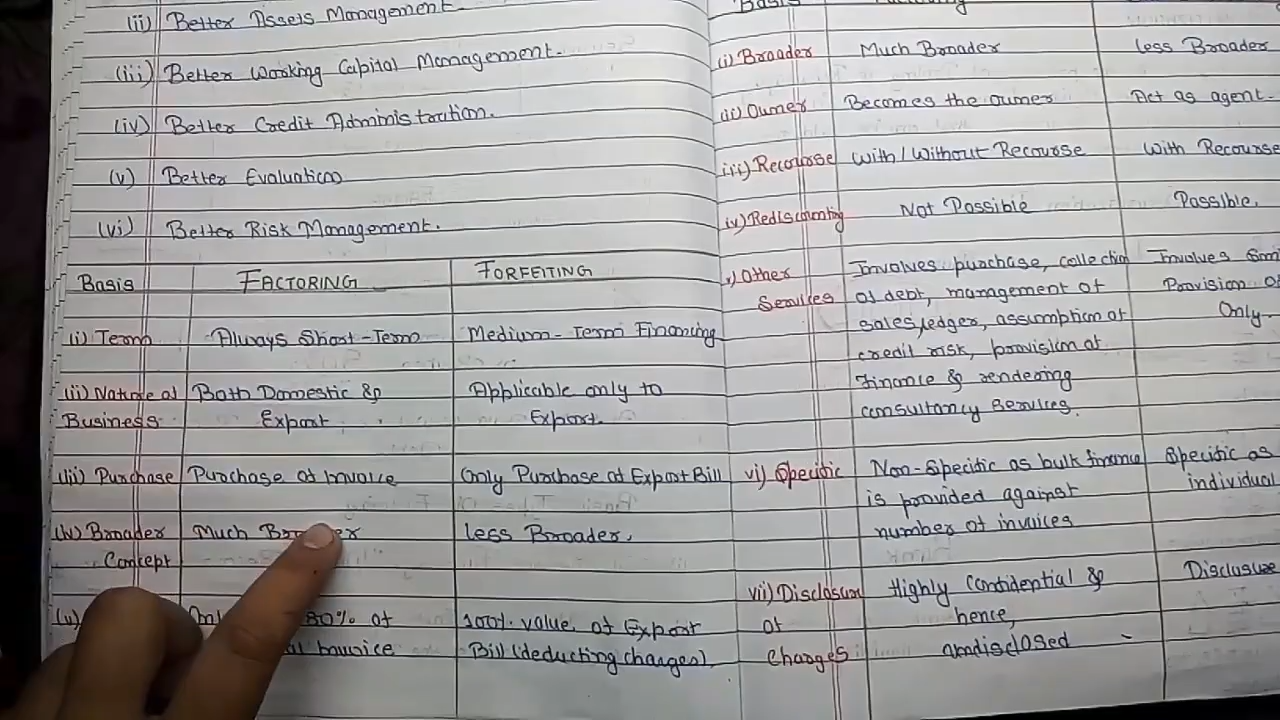 (ii) Better Assets Management.
(iii) Better Working Capital Management.
(iv) Better Credit Administration.
(v) Better Evaluation
(vi) Better Risk Management.
Basis FACTORING FORFEITING
(i) Term Always Short-Term Medium-Term Financing
(ii) Nature of Both Domestic & Applicable only to
Business Export Export.
(iii) Purchase Purchase of Invoice Only Purchase of Export Bill
(iv) Broader Much Broader less Broader.
Concept
(v) 80% of 100% value of Export
Invoice Bill (deducting charges).
Basis
(i) Broader Much Broader less Broader
(ii) Owner Becomes the owner Act as agent.
(iii) Recourse With/Without Recourse With Recourse
iv) Rediscounting Not Possible Possible.
v) Other Involves purchase, collection Involves
Services of debt, management of Provision of
sales ledger, assumption of Only
credit risk, provision of
finance & rendering
consultancy services.
vi) Specific Non-Specific as bulk finance Specific as
is provided against individual
number of invoices
vii) Disclosure Highly Confidential & Disclosure
of hence,
Charges undisclosed